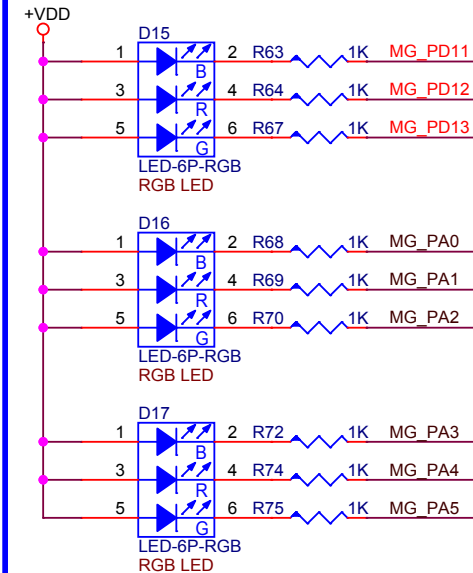 +VDD
D15
1 B 2 R63 1K MG_PD11
3 R 4 R64 1K MG_PD12
5 G 6 R67 1K MG_PD13
LED-6P-RGB
RGB LED
D16
1 B 2 R68 1K MG_PA0
3 R 4 R69 1K MG_PA1
5 G 6 R70 1K MG_PA2
LED-6P-RGB
RGB LED
D17
1 B 2 R72 1K MG_PA3
3 R 4 R74 1K MG_PA4
5 G 6 R75 1K MG_PA5
LED-6P-RGB
RGB LED